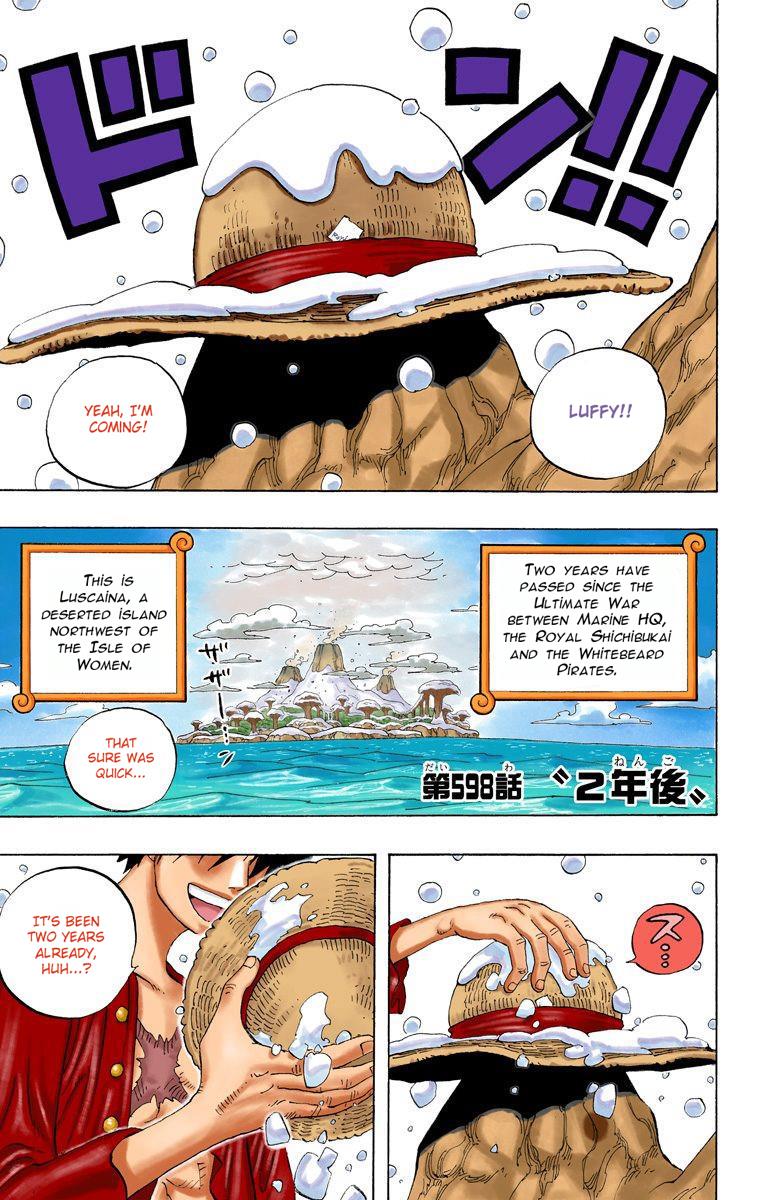 ドン!!
LUFFY!!
YEAH, I'M
COMING!
TWO YEARS HAVE
PASSED SINCE THE
ULTIMATE WAR
BETWEEN MARINE HQ,
THE ROYAL SHICHIBUKAI
AND THE WHITEBEARD
PIRATES.
THIS IS
LUSCAINA, A
DESERTED ISLAND
NORTHWEST OF
THE ISLE OF
WOMEN.
ザザーン
THAT
SURE WAS
QUICK...
だい わ ねん ご
第598話 〝2年後〟
ス…
IT'S BEEN
TWO YEARS
ALREADY,
HUH...?